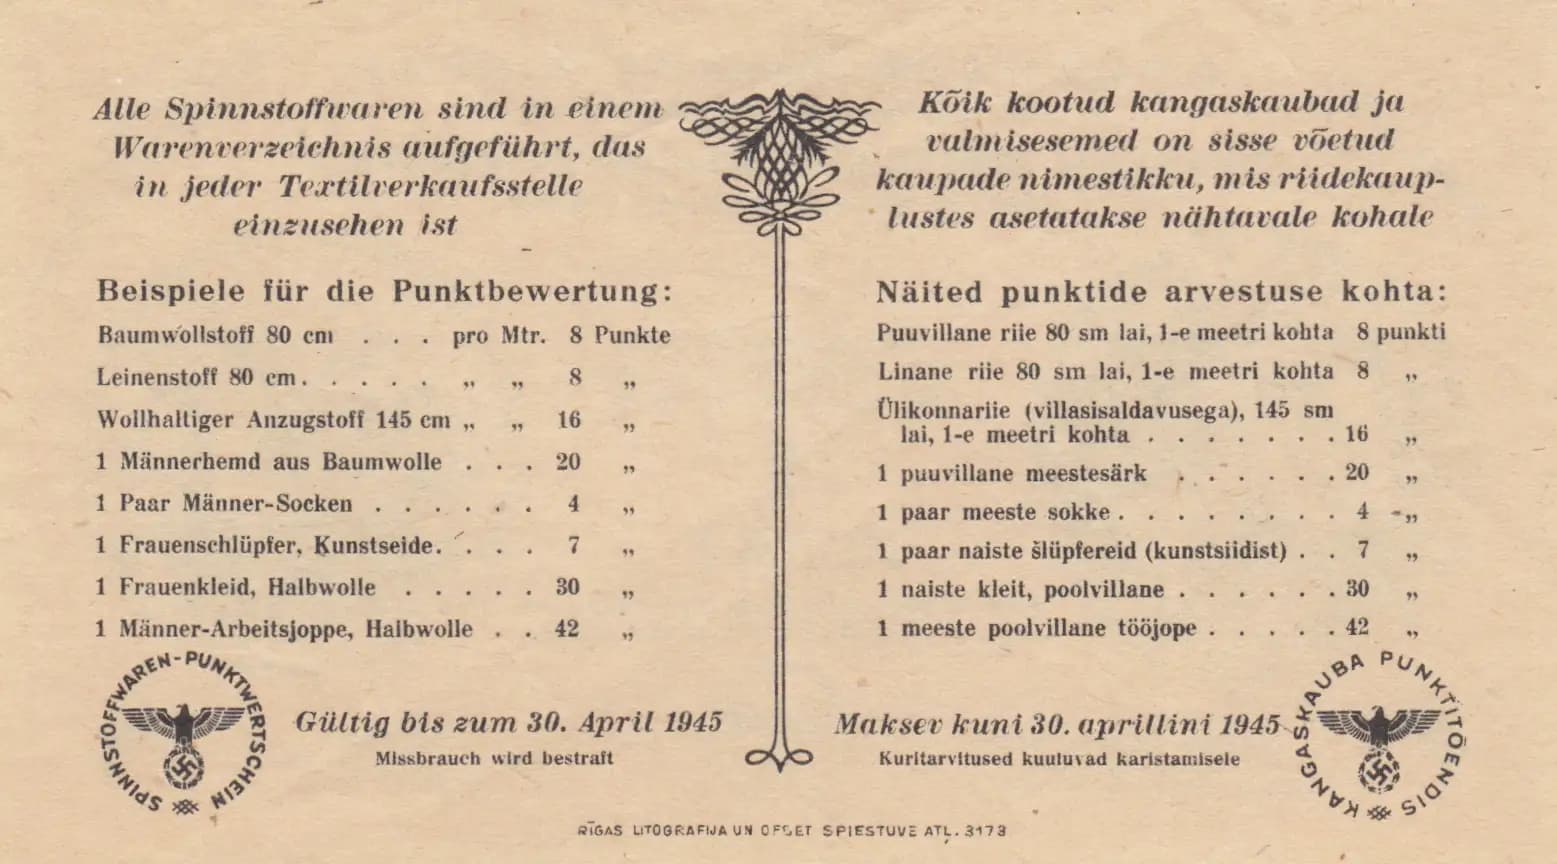 Alle Spinnstoffwaren sind in einem
Warenverzeichnis aufgeführt, das
in jeder Textilverkaufsstelle
einzusehen ist
Beispiele für die Punktbewertung:
Baumwollstoff 80 cm . . . pro Mtr. 8 Punkte
Leinenstoff 80 cm. . . . . „ „ 8 „
Wollhaltiger Anzugstoff 145 cm „ „ 16 „
1 Männerhemd aus Baumwolle . . . 20 „
1 Paar Männer-Socken . . . . . . 4 „
1 Frauenschlüpfer, Kunstseide. . . . 7 „
1 Frauenkleid, Halbwolle . . . . . 30 „
1 Männer-Arbeitsjoppe, Halbwolle . . 42 „
SPINNSTOFFWAREN-PUNKTWERTSCHEIN
Gültig bis zum 30. April 1945
Missbrauch wird bestraft
Kõik kootud kangaskaubad ja
valmisesemed on sisse võetud
kaupade nimestikku, mis riidekaup-
lustes asetatakse nähtavale kohale
Näited punktide arvestuse kohta:
Puuvillane riie 80 sm lai, 1-e meetri kohta 8 punkti
Linane riie 80 sm lai, 1-e meetri kohta 8 „
Ülikonnariie (villasisaldavusega), 145 sm
lai, 1-e meetri kohta . . . . . . . 16 „
1 puuvillane meestesärk . . . . . . 20 „
1 paar meeste sokke . . . . . . . . 4 „
1 paar naiste šlüpfereid (kunstsiidist) . . 7 „
1 naiste kleit, poolvillane . . . . . . 30 „
1 meeste poolvillane tööjope . . . . . 42 „
Maksev kuni 30. aprillini 1945
Kuritarvitused kuuluvad karistamisele
KANGASKAUBA PUNKTITÕENDIS
RĪGAS LITOGRAFIJA UN OFSET SPIESTUVE ATĻ. 3173